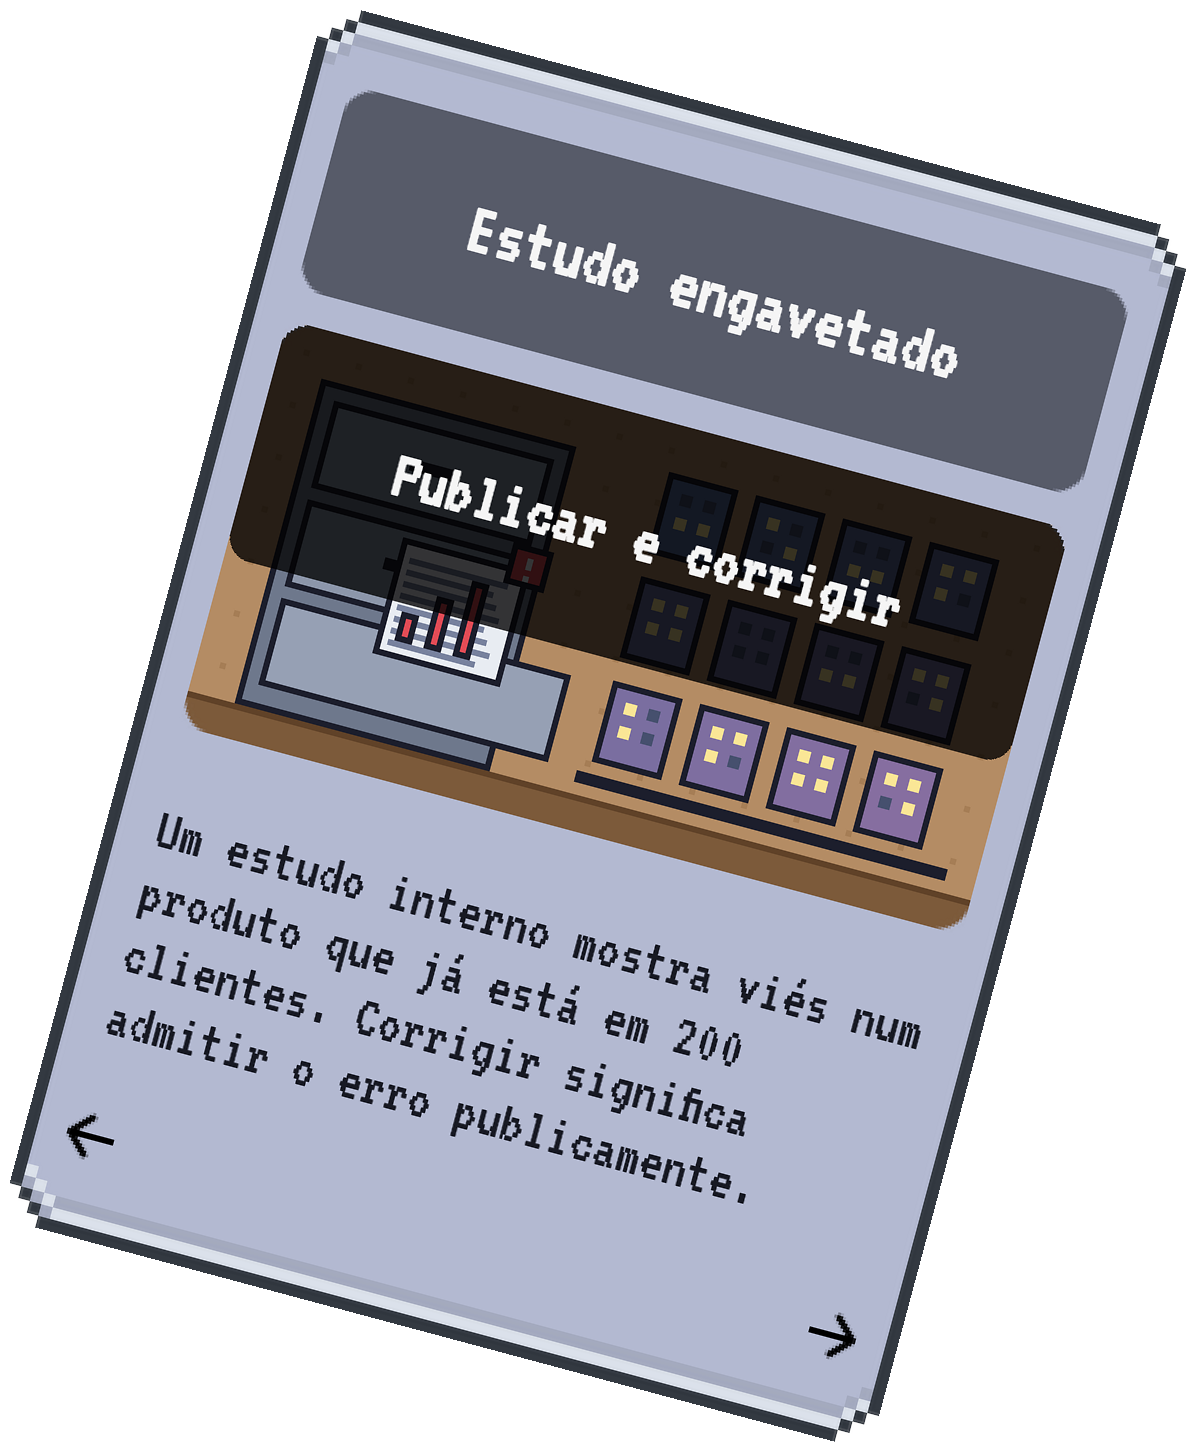 Estudo engavetado
Publicar e corrigir
Um estudo interno mostra viés num
produto que já está em 200
clientes. Corrigir significa
admitir o erro publicamente.